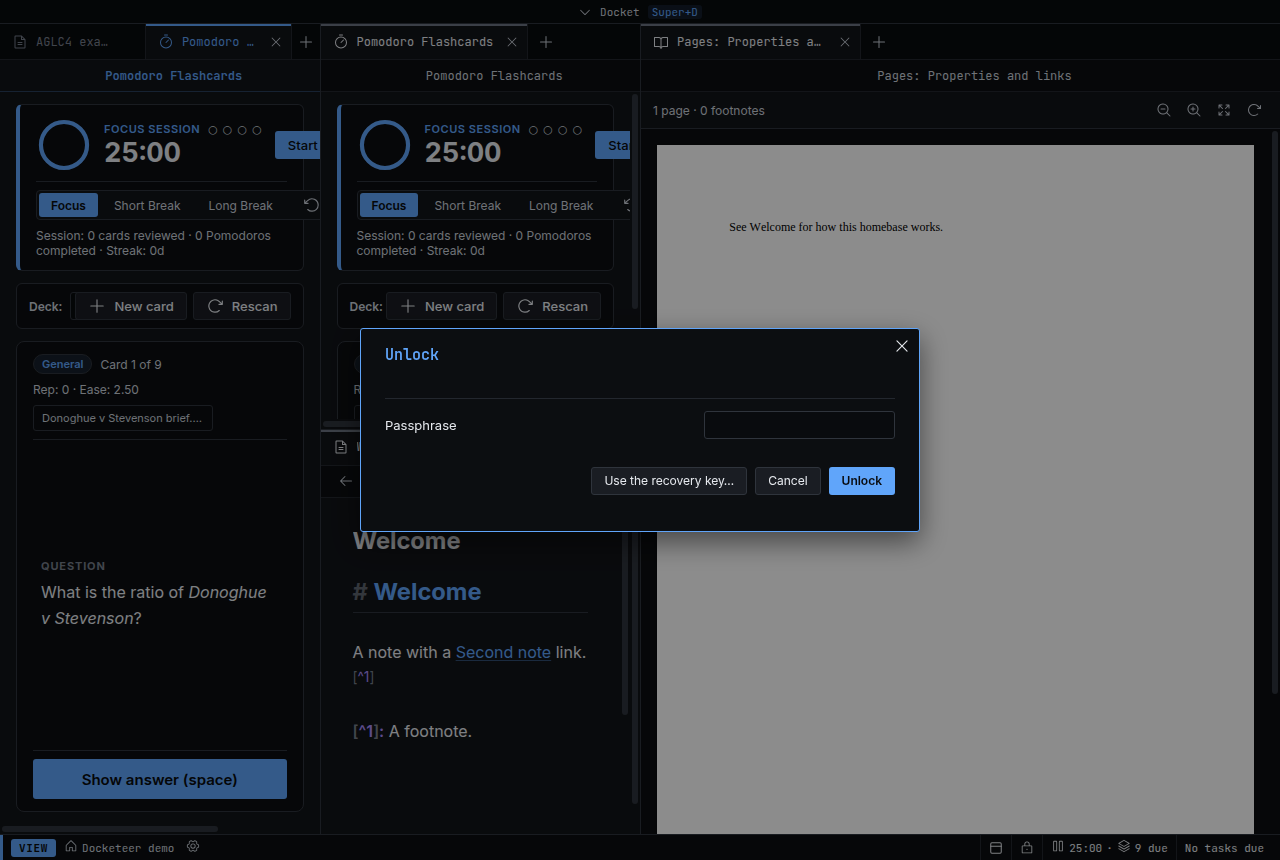 Docket Super+D
AGLC4 exa…
Pomodoro …
Pomodoro Flashcards
Pages: Properties a…
Pomodoro Flashcards
Pomodoro Flashcards
Pages: Properties and links
FOCUS SESSION
25:00
Start
Focus Short Break Long Break
Session: 0 cards reviewed · 0 Pomodoros
completed · Streak: 0d
Deck: New card Rescan
General Card 1 of 9
Rep: 0 · Ease: 2.50
Donoghue v Stevenson brief....
QUESTION
What is the ratio of Donoghue
v Stevenson?
Show answer (space)
FOCUS SESSION
25:00
Star
Focus Short Break Long Break
Session: 0 cards reviewed · 0 Pomodoros
completed · Streak: 0d
Deck: New card Rescan
1 page · 0 footnotes
See Welcome for how this homebase works.
Unlock
Passphrase
Use the recovery key...
Cancel
Unlock
Welcome
# Welcome
A note with a Second note link.
[^1]
[^1]: A footnote.
VIEW Docketeer demo
25:00 · 9 due No tasks due